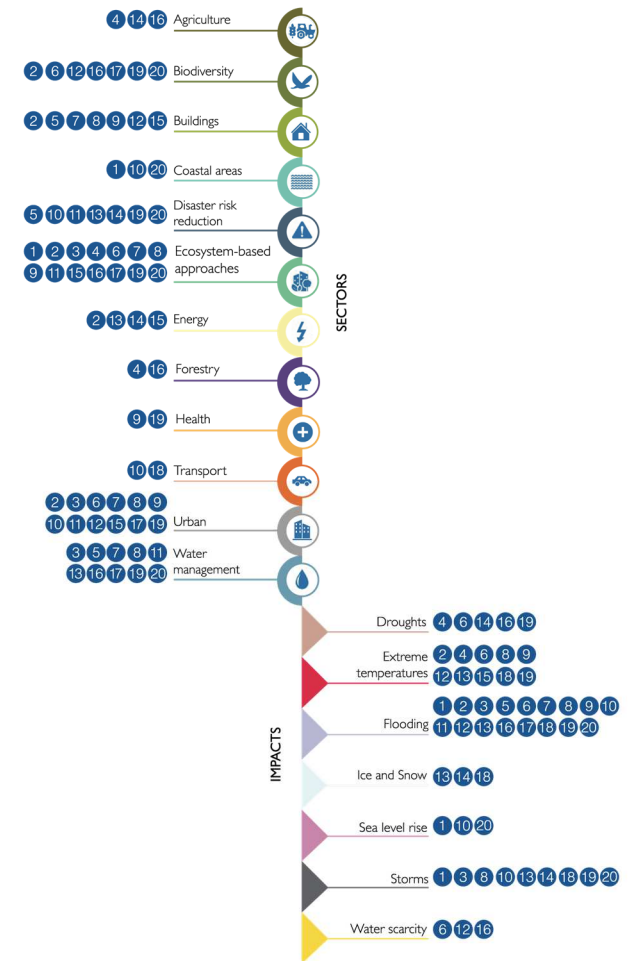 4 14 16 Agriculture
2 6 12 16 17 19 20 Biodiversity
2 5 7 8 9 12 15 Buildings
1 10 20 Coastal areas
Disaster risk
5 10 11 13 14 19 20 reduction
1 2 3 4 6 7 8 Ecosystem-based
9 11 15 16 17 19 20 approaches
SECTORS
2 13 14 15 Energy
4 16 Forestry
9 19 Health
10 18 Transport
2 3 6 7 8 9
10 11 12 15 17 19 Urban
3 5 7 8 11 Water
13 16 17 19 20 management
Droughts 4 6 14 16 19
Extreme 2 4 6 8 9
temperatures 12 13 15 18 19
1 2 3 5 6 7 8 9 10
Flooding 11 12 13 16 17 18 19 20
IMPACTS
Ice and Snow 13 14 18
Sea level rise 1 10 20
Storms 1 3 8 10 13 14 18 19 20
Water scarcity 6 12 16